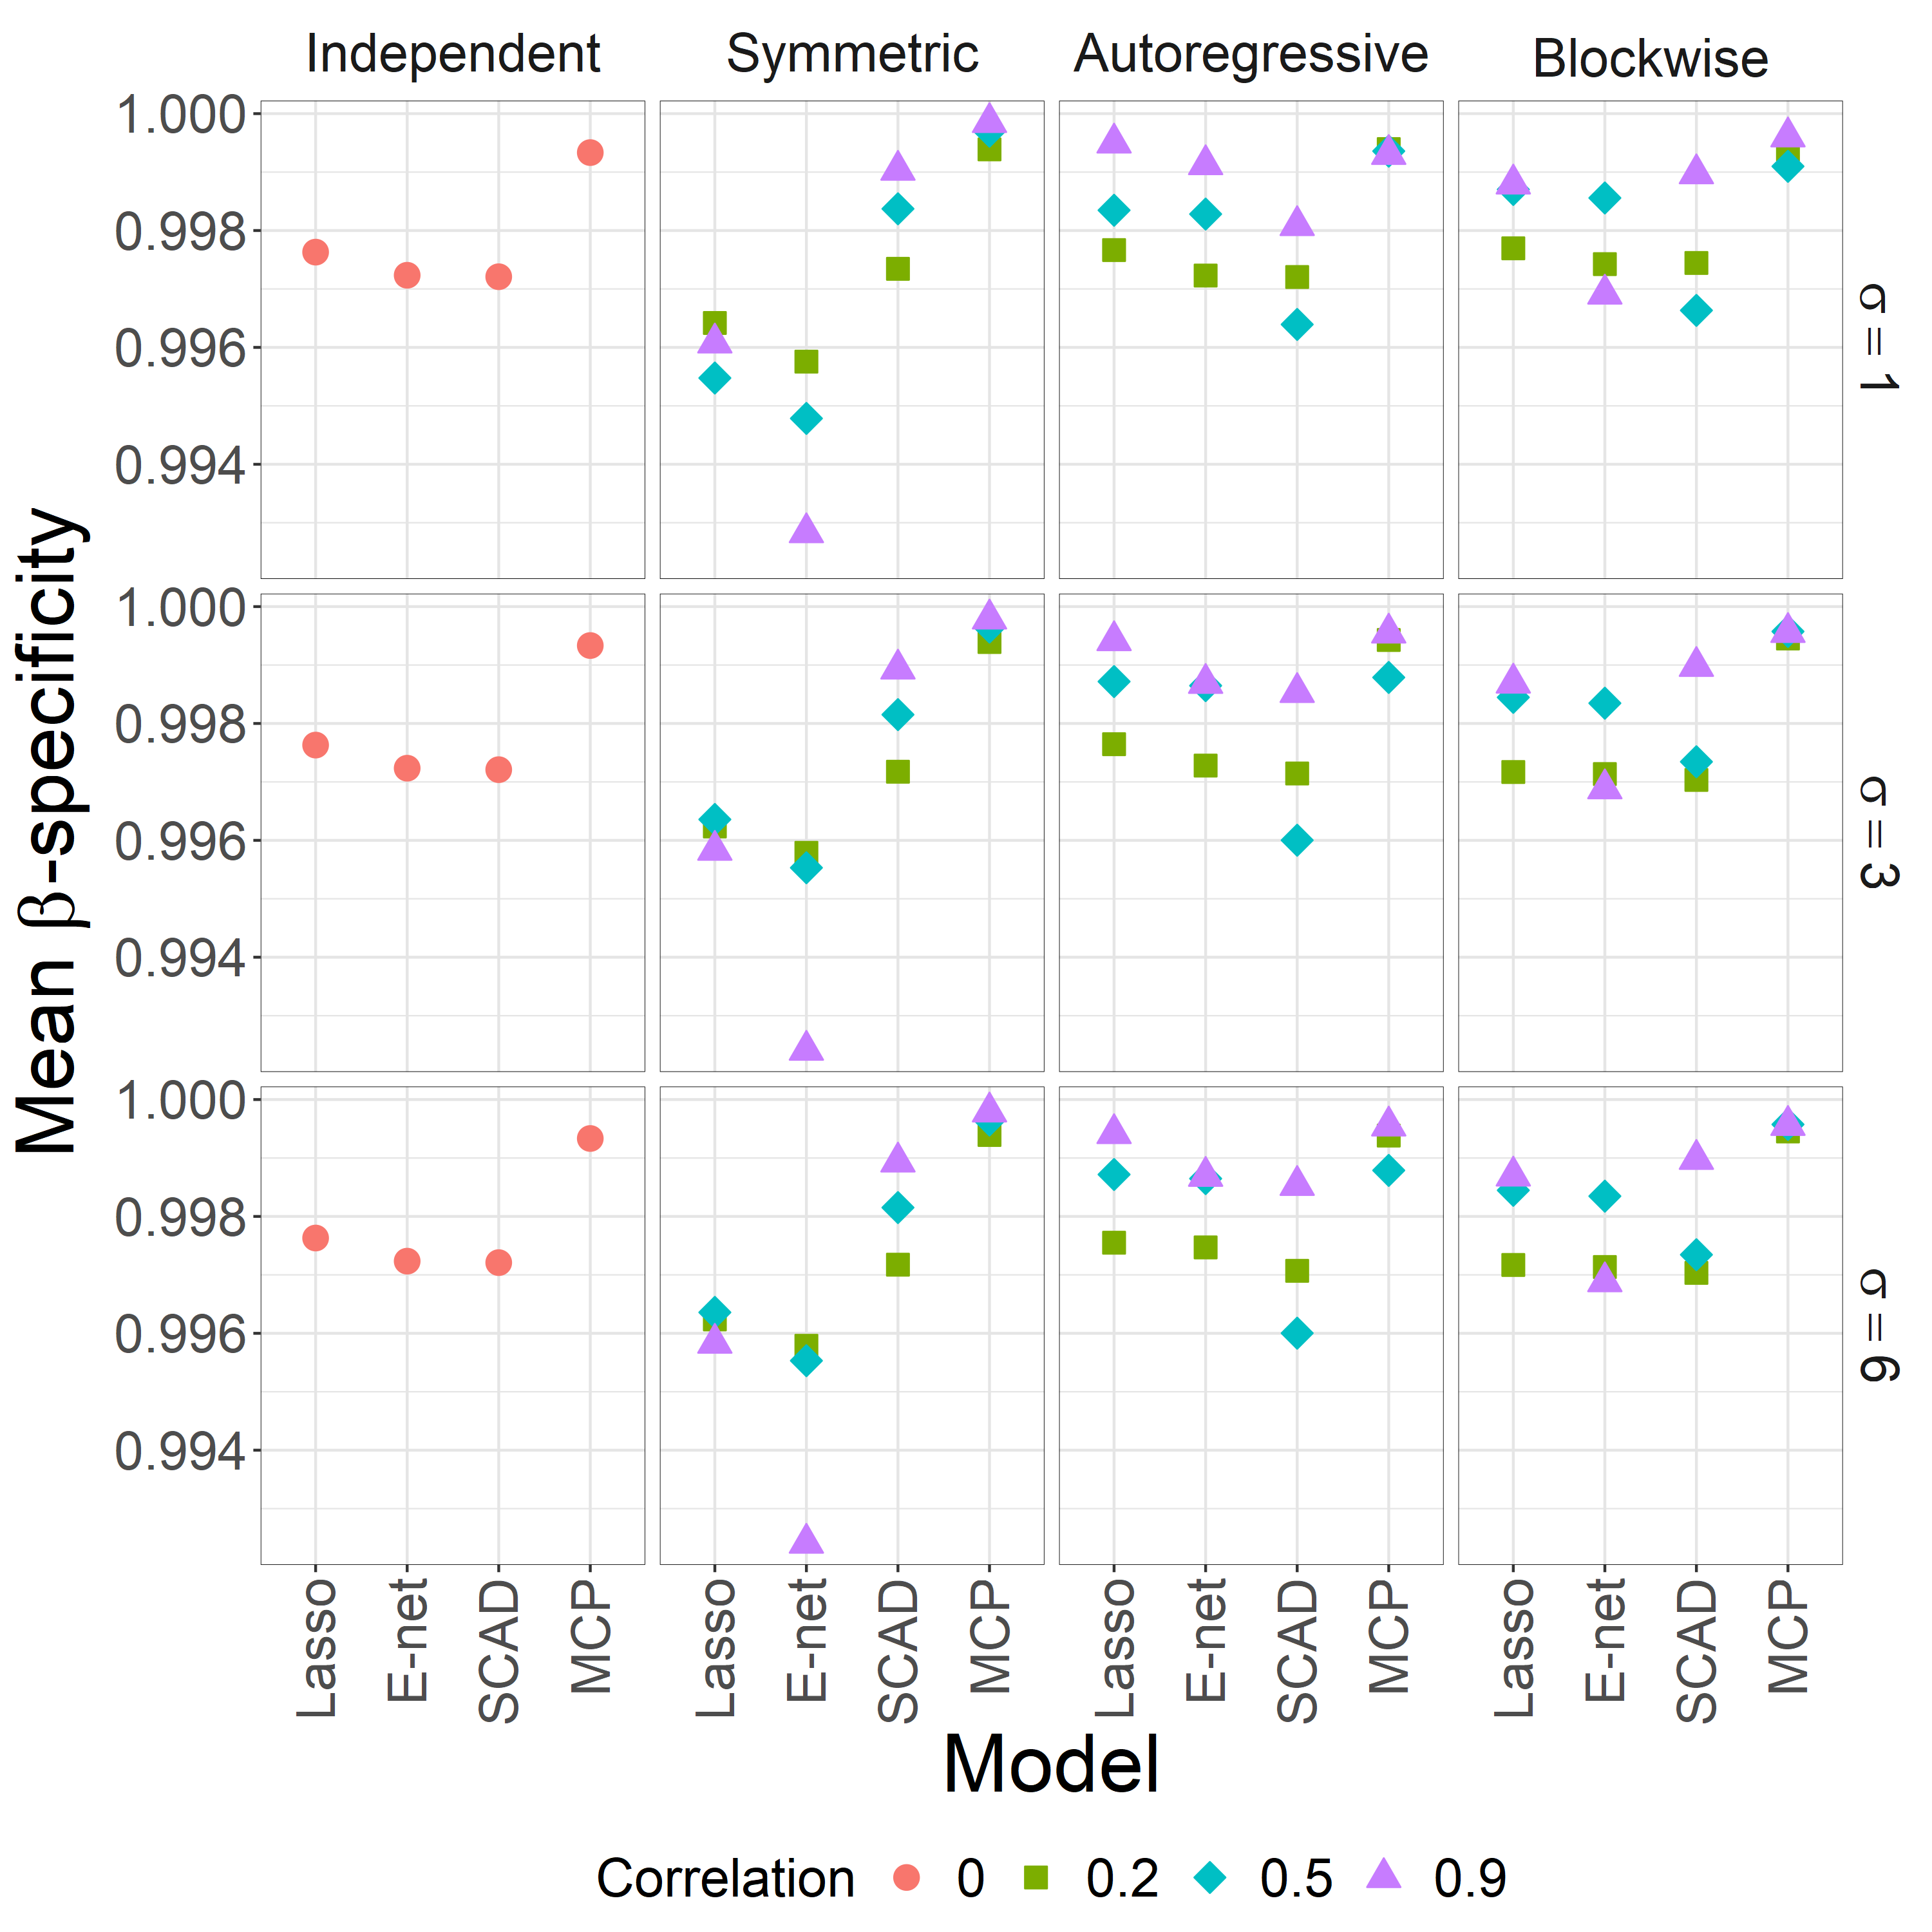 Independent Symmetric Autoregressive Blockwise
1.000
0.998
0.996
0.994
σ = 1
1.000
0.998
0.996
0.994
σ = 3
1.000
0.998
0.996
0.994
σ = 6
Mean β-specificity
Lasso E-net SCAD MCP Lasso E-net SCAD MCP Lasso E-net SCAD MCP Lasso E-net SCAD MCP
Model
Correlation 0 0.2 0.5 0.9